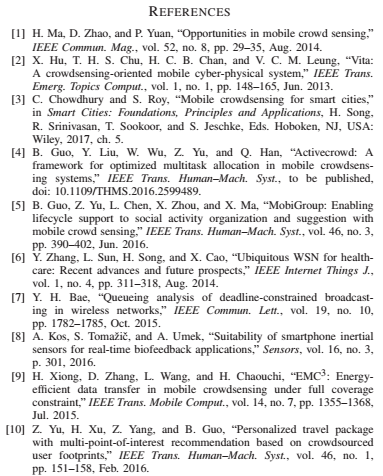 REFERENCES
[1] H. Ma, D. Zhao, and P. Yuan, “Opportunities in mobile crowd sensing,”
IEEE Commun. Mag., vol. 52, no. 8, pp. 29–35, Aug. 2014.
[2] X. Hu, T. H. S. Chu, H. C. B. Chan, and V. C. M. Leung, “Vita:
A crowdsensing-oriented mobile cyber-physical system,” IEEE Trans.
Emerg. Topics Comput., vol. 1, no. 1, pp. 148–165, Jun. 2013.
[3] C. Chowdhury and S. Roy, “Mobile crowdsensing for smart cities,”
in Smart Cities: Foundations, Principles and Applications, H. Song,
R. Srinivasan, T. Sookoor, and S. Jeschke, Eds. Hoboken, NJ, USA:
Wiley, 2017, ch. 5.
[4] B. Guo, Y. Liu, W. Wu, Z. Yu, and Q. Han, “Activecrowd: A
framework for optimized multitask allocation in mobile crowdsens-
ing systems,” IEEE Trans. Human–Mach. Syst., to be published,
doi: 10.1109/THMS.2016.2599489.
[5] B. Guo, Z. Yu, L. Chen, X. Zhou, and X. Ma, “MobiGroup: Enabling
lifecycle support to social activity organization and suggestion with
mobile crowd sensing,” IEEE Trans. Human–Mach. Syst., vol. 46, no. 3,
pp. 390–402, Jun. 2016.
[6] Y. Zhang, L. Sun, H. Song, and X. Cao, “Ubiquitous WSN for health-
care: Recent advances and future prospects,” IEEE Internet Things J.,
vol. 1, no. 4, pp. 311–318, Aug. 2014.
[7] Y. H. Bae, “Queueing analysis of deadline-constrained broadcast-
ing in wireless networks,” IEEE Commun. Lett., vol. 19, no. 10,
pp. 1782–1785, Oct. 2015.
[8] A. Kos, S. Tomažič, and A. Umek, “Suitability of smartphone inertial
sensors for real-time biofeedback applications,” Sensors, vol. 16, no. 3,
p. 301, 2016.
[9] H. Xiong, D. Zhang, L. Wang, and H. Chaouchi, “EMC³: Energy-
efficient data transfer in mobile crowdsensing under full coverage
constraint,” IEEE Trans. Mobile Comput., vol. 14, no. 7, pp. 1355–1368,
Jul. 2015.
[10] Z. Yu, H. Xu, Z. Yang, and B. Guo, “Personalized travel package
with multi-point-of-interest recommendation based on crowdsourced
user footprints,” IEEE Trans. Human–Mach. Syst., vol. 46, no. 1,
pp. 151–158, Feb. 2016.